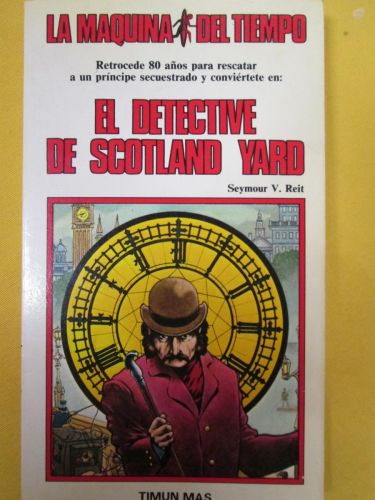 LA MAQUINA DEL TIEMPO
Retrocede 80 años para rescatar
a un príncipe secuestrado y conviértete en:
EL DETECTIVE
DE SCOTLAND YARD
Seymour V. Reit
TIMUN MAS